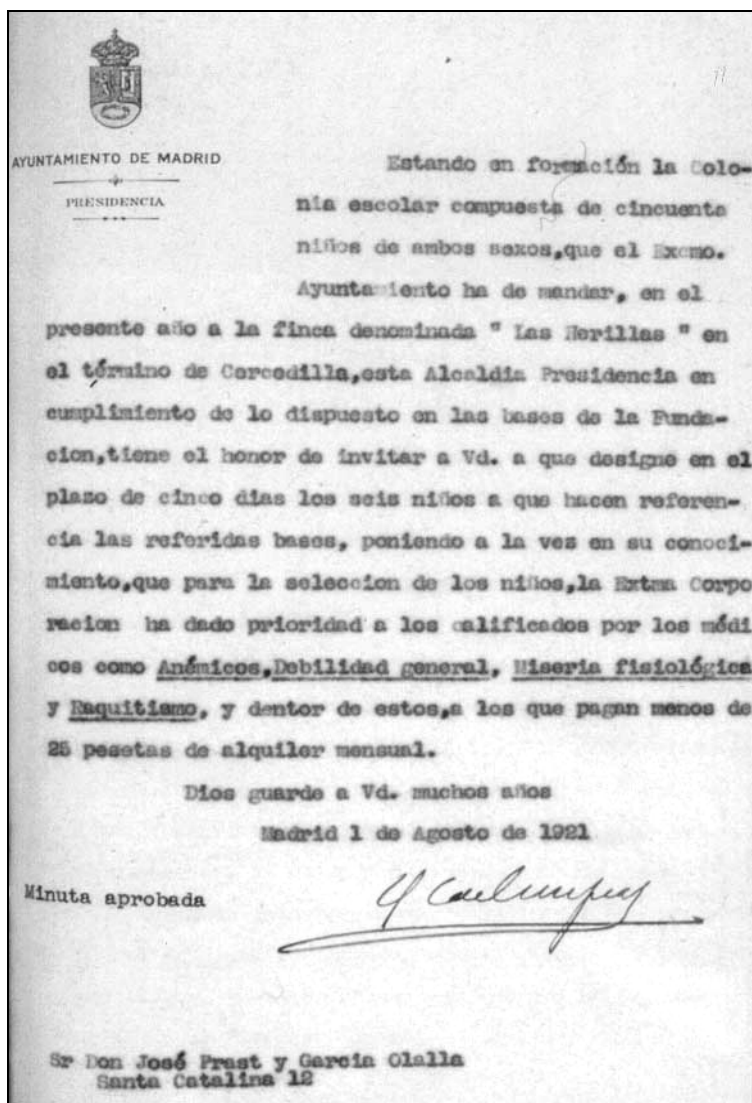 11
AYUNTAMIENTO DE MADRID
PRESIDENCIA
Estando en formación la Colo-
nia escolar compuesta de cincuenta
niños de ambos sexos,que el Excmo.
Ayuntamiento ha de mandar, en el
presente año a la finca denominada " Las Herillas " en
el término de Cercedilla,esta Alcaldia Presidencia en
cumplimiento de lo dispuesto en las bases de la Funda-
cion,tiene el honor de invitar a Vd. a que designe en el
plazo de cinco dias los seis niños a que hacen referen-
cia las referidas bases, poniendo a la vez en su conoci-
miento,que para la seleccion de los niños,la Extma Corpo
racion ha dado prioridad a los calificados por los médi
cos como Anémicos,Debilidad general, Miseria fisiológica
y Raquitismo, y dentor de estos,a los que pagan menos de
25 pesetas de alquiler mensual.
Dios guarde a Vd. muchos años
Madrid 1 de Agosto de 1921
Minuta aprobada
Sr Don José Prast y Garcia Olalla
Santa Catalina 12